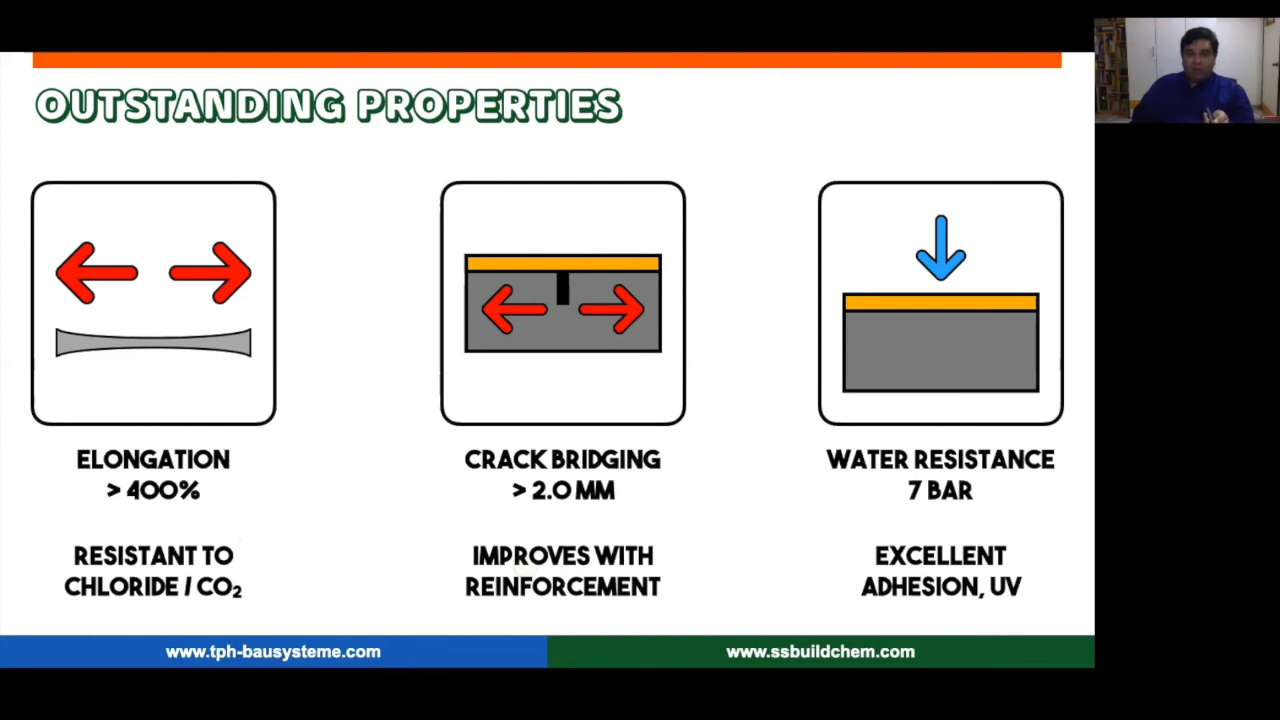 OUTSTANDING PROPERTIES
ELONGATION
> 400%
RESISTANT TO
CHLORIDE / CO₂
CRACK BRIDGING
> 2.0 MM
IMPROVES WITH
REINFORCEMENT
WATER RESISTANCE
7 BAR
EXCELLENT
ADHESION, UV
www.tph-bausysteme.com
www.ssbuildchem.com